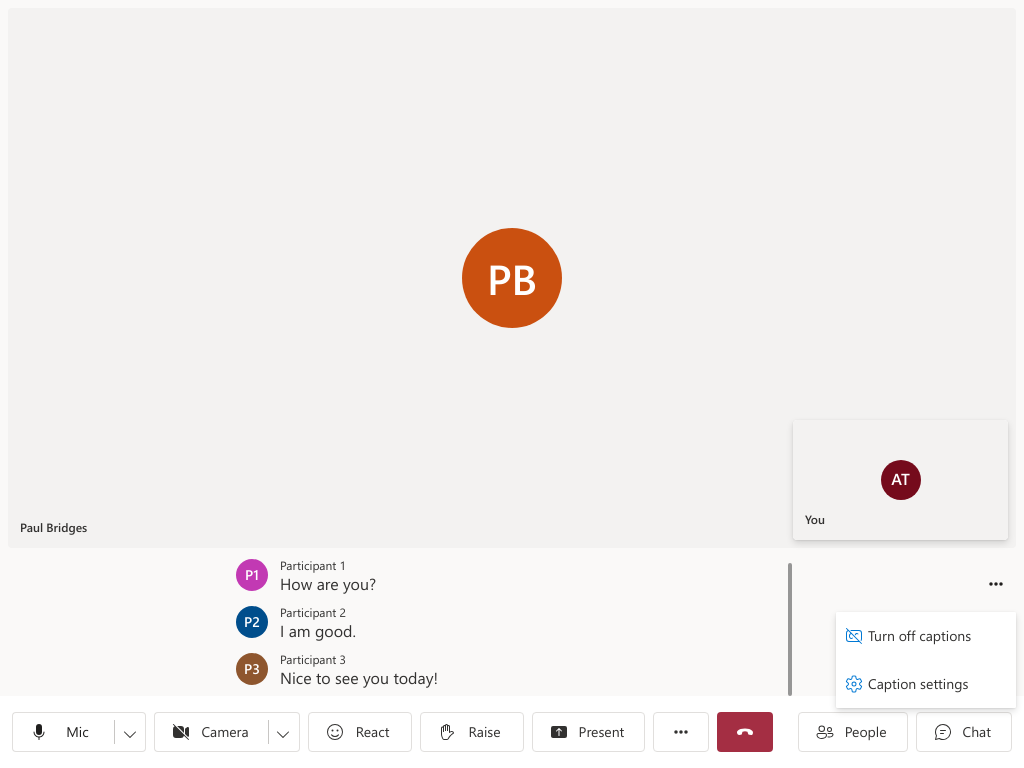 PB
AT
You
Paul Bridges
P1
Participant 1
How are you?
P2
Participant 2
I am good.
P3
Participant 3
Nice to see you today!
Turn off captions
Caption settings
Mic
Camera
React
Raise
Present
People
Chat